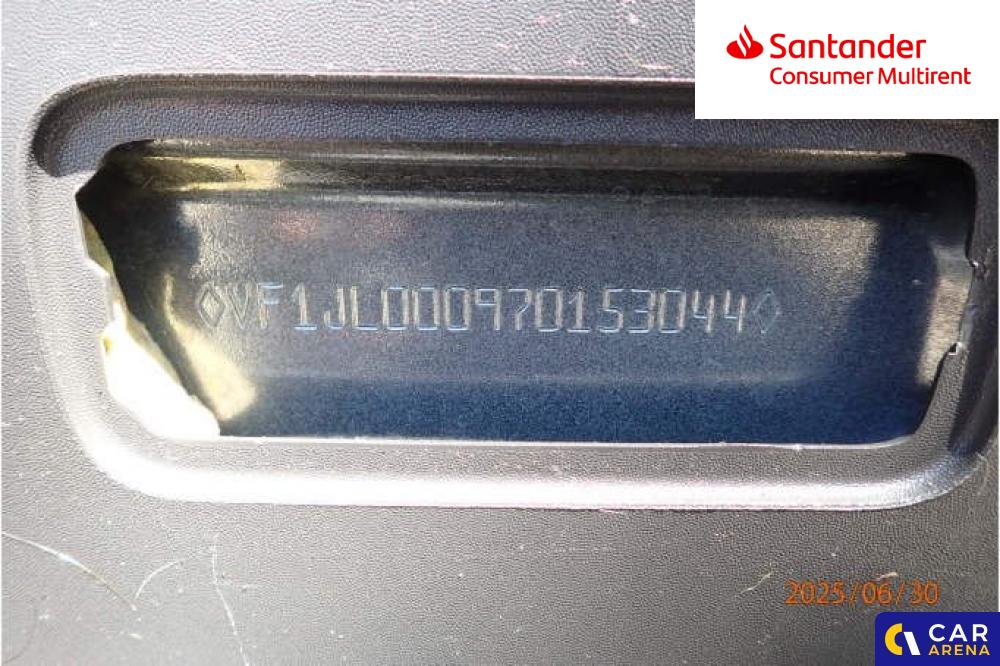 Santander
Consumer Multirent
◊VF1JL000970153044◊
2025/06/30
CAR
ARENA